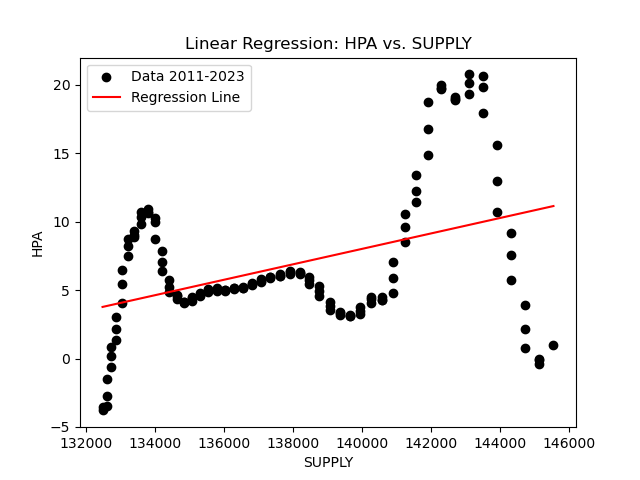 Linear Regression: HPA vs. SUPPLY
Data 2011-2023
Regression Line
20
15
10
5
0
−5
HPA
132000 134000 136000 138000 140000 142000 144000 146000
SUPPLY